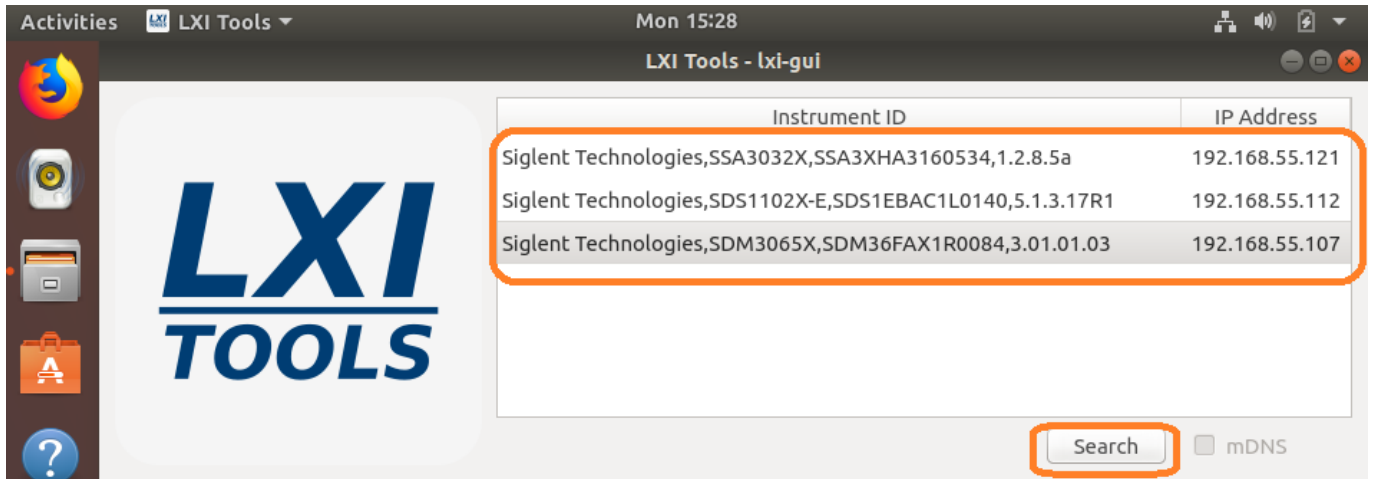 Activities LXI LXI Tools Mon 15:28
LXI Tools - lxi-gui
Instrument ID IP Address
Siglent Technologies,SSA3032X,SSA3XHA3160534,1.2.8.5a 192.168.55.121
Siglent Technologies,SDS1102X-E,SDS1EBAC1L0140,5.1.3.17R1 192.168.55.112
Siglent Technologies,SDM3065X,SDM36FAX1R0084,3.01.01.03 192.168.55.107
LXI
TOOLS
Search mDNS